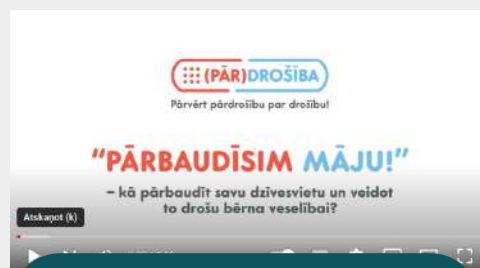 (PĀR)DROŠĪBA
Pārvērt pārdrošību par drošību!
“PĀRBAUDĪSIM MĀJU!”
– kā pārbaudīt savu dzīvesvietu un veidot
to drošu bērna veselībai?
Atskaņot (k)